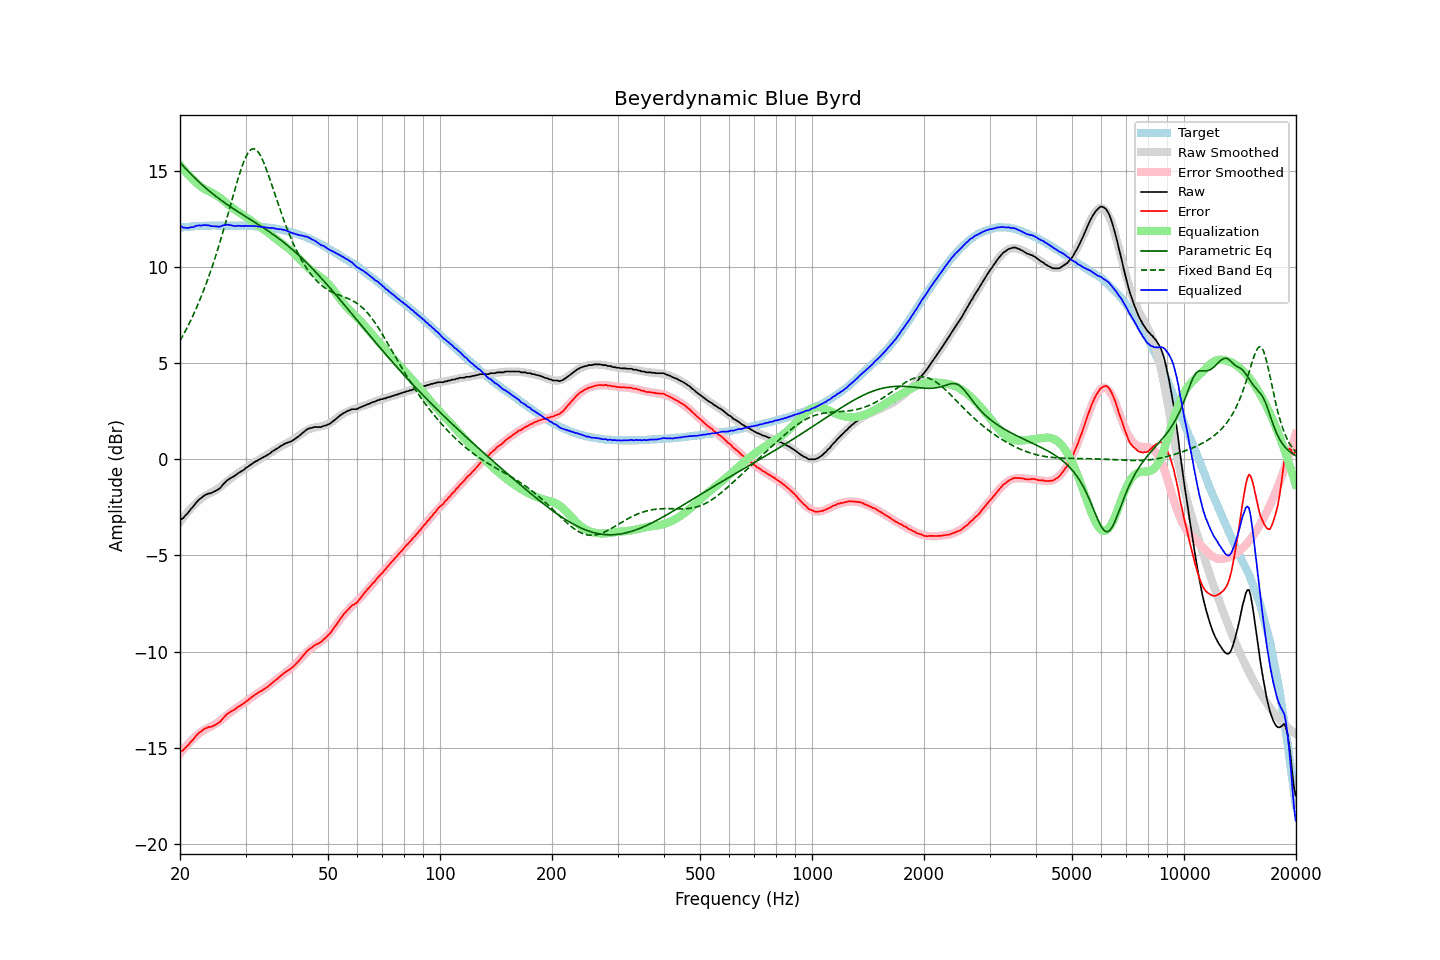 Beyerdynamic Blue Byrd
Target
Raw Smoothed
Error Smoothed
Raw
Error
Equalization
Parametric Eq
Fixed Band Eq
Equalized
15
10
5
0
−5
−10
−15
−20
Amplitude (dBr)
20
50
100
200
500
1000
2000
5000
10000
20000
Frequency (Hz)